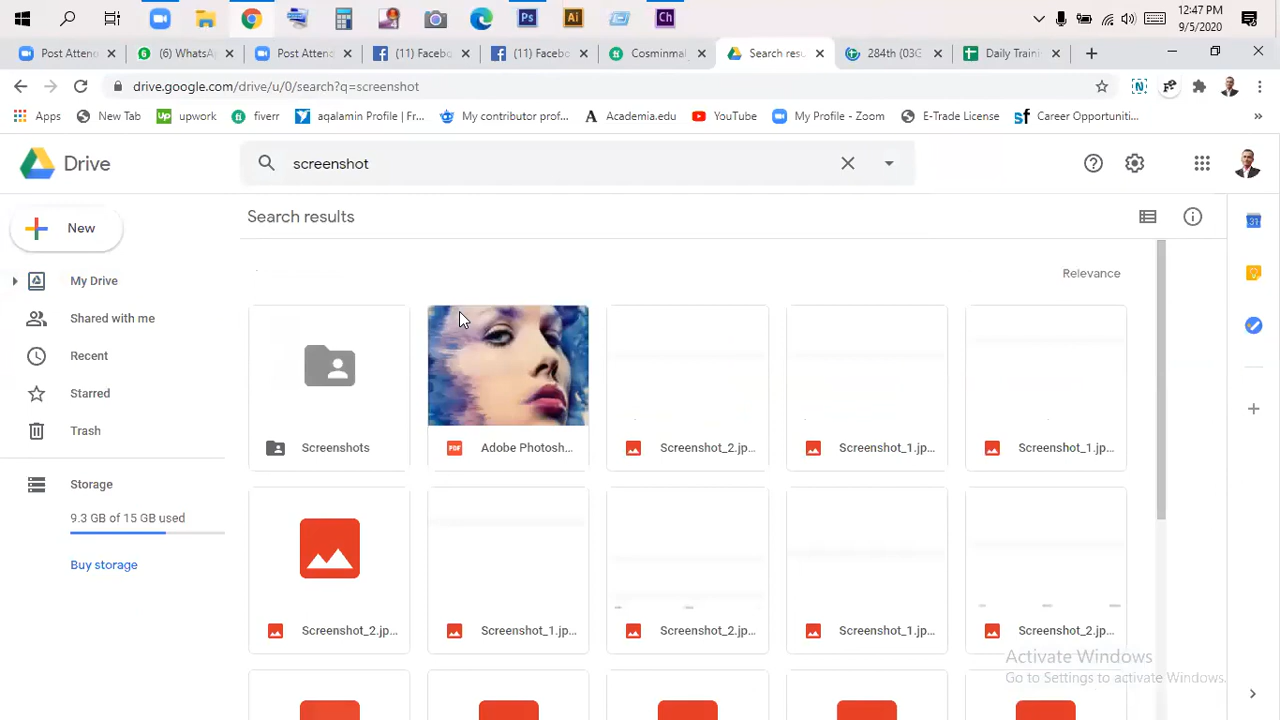 12:47 PM
9/5/2020
Post Attend
(6) WhatsA
Post Attend
(11) Facebo
(11) Facebo
Cosminmal
Search resu
284th (03G
Daily Traini
drive.google.com/drive/u/0/search?q=screenshot
Apps
New Tab
upwork
fiverr
aqalamin Profile | Fr...
My contributor prof...
Academia.edu
YouTube
My Profile - Zoom
E-Trade License
Career Opportuniti...
Drive
screenshot
New
Search results
My Drive
Relevance
Shared with me
Recent
Starred
Trash
Screenshots
Adobe Photosh...
Screenshot_2.jp...
Screenshot_1.jp...
Screenshot_1.jp...
Storage
9.3 GB of 15 GB used
Buy storage
Screenshot_2.jp...
Screenshot_1.jp...
Screenshot_2.jp...
Screenshot_1.jp...
Screenshot_2.jp...
Activate Windows
Go to Settings to activate Windows.